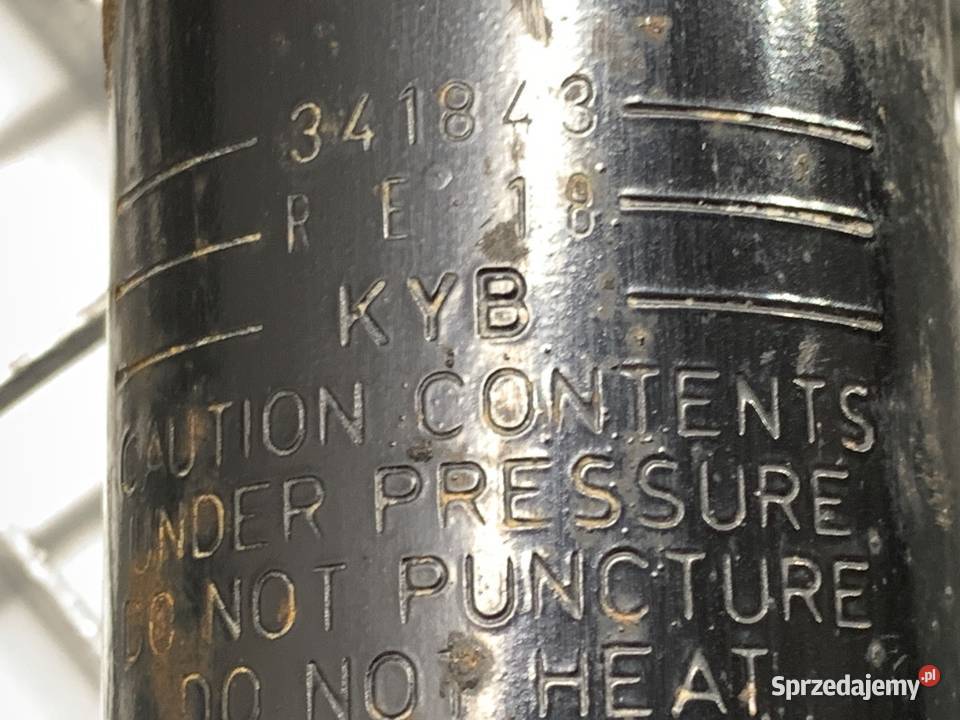 341843
R E 18
KYB
CAUTION CONTENTS
UNDER PRESSURE
DO NOT PUNCTURE
DO NOT HEAT
Sprzedajemy.pl